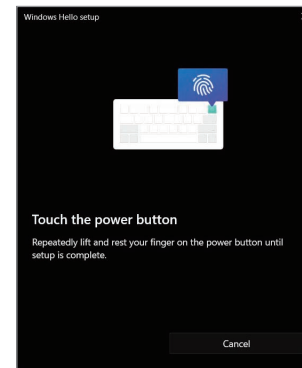 Windows Hello setup
Touch the power button
Repeatedly lift and rest your finger on the power button until
setup is complete.
Cancel